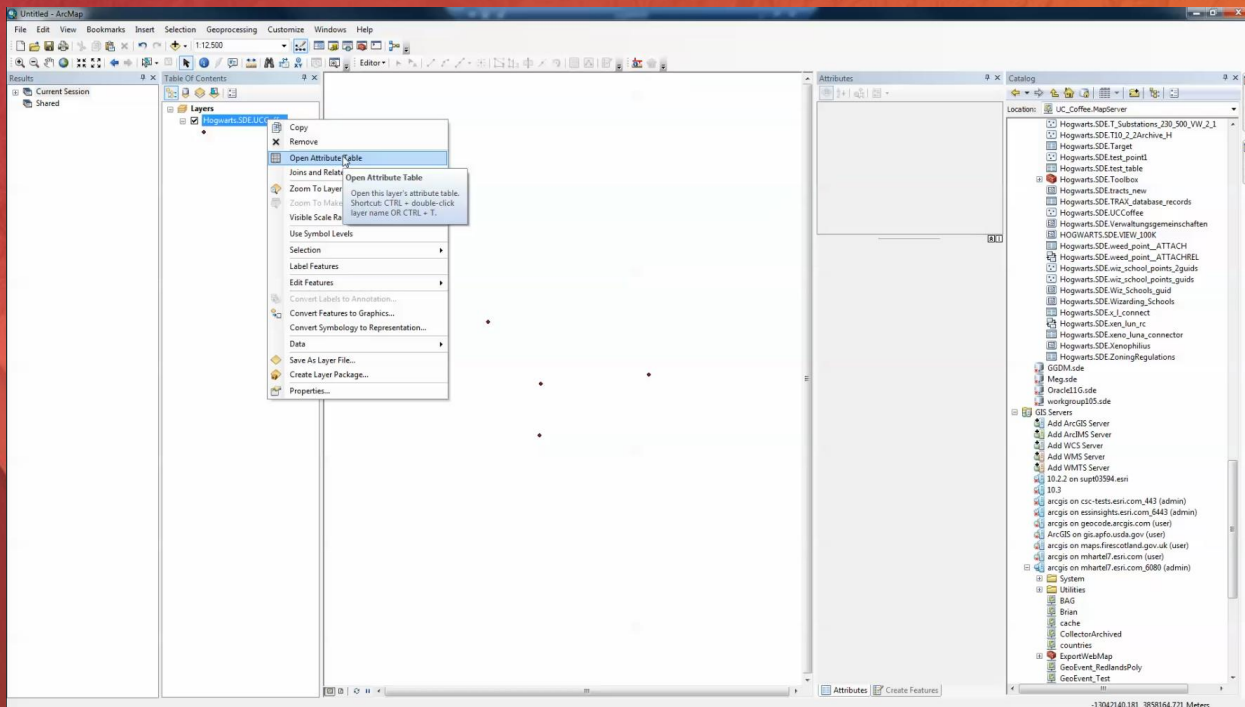 Untitled - ArcMap
File Edit View Bookmarks Insert Selection Geoprocessing Customize Windows Help
1:12,500
Editor
Results
Current Session
Shared
Table Of Contents
Layers
Hogwarts.SDE.UCC
Copy
Remove
Open Attribute Table
Joins and Relate
Zoom To Layer
Zoom To Make
Visible Scale Ra
Use Symbol Levels
Selection
Label Features
Edit Features
Convert Labels to Annotation...
Convert Features to Graphics...
Convert Symbology to Representation...
Data
Save As Layer File...
Create Layer Package...
Properties...
Open Attribute Table
Open this layer's attribute table.
Shortcut: CTRL + double-click
layer name OR CTRL + T.
Attributes
Attributes Create Features
Catalog
Location: UC_Coffee.MapServer
Hogwarts.SDE.T_Substations_230_500_VW_2_1
Hogwarts.SDE.T10_2_2Archive_H
Hogwarts.SDE.Target
Hogwarts.SDE.test_point1
Hogwarts.SDE.test_table
Hogwarts.SDE.Toolbox
Hogwarts.SDE.tracts_new
Hogwarts.SDE.TRAX_database_records
Hogwarts.SDE.UCCoffee
Hogwarts.SDE.Verwaltungsgemeinschaften
HOGWARTS.SDE.VIEW_100K
Hogwarts.SDE.weed_point__ATTACH
Hogwarts.SDE.weed_point__ATTACHREL
Hogwarts.SDE.wiz_school_points_2guids
Hogwarts.SDE.wiz_school_points_guids
Hogwarts.SDE.Wiz_Schools_guid
Hogwarts.SDE.Wizarding_Schools
Hogwarts.SDE.x_l_connect
Hogwarts.SDE.xen_lun_rc
Hogwarts.SDE.xeno_luna_connector
Hogwarts.SDE.Xenophilius
Hogwarts.SDE.ZoningRegulations
GGDM.sde
Meg.sde
Oracle11G.sde
workgroup105.sde
GIS Servers
Add ArcGIS Server
Add ArcIMS Server
Add WCS Server
Add WMS Server
Add WMTS Server
10.2.2 on supt03594.esri
10.3
arcgis on csc-tests.esri.com_443 (admin)
arcgis on essinsights.esri.com_6443 (admin)
arcgis on geocode.arcgis.com (user)
ArcGIS on gis.apfo.usda.gov (user)
arcgis on maps.firescotland.gov.uk (user)
arcgis on mhartel7.esri.com (user)
arcgis on mhartel7.esri.com_6080 (admin)
System
Utilities
BAG
Brian
cache
CollectorArchived
countries
ExportWebMap
GeoEvent_RedlandsPoly
GeoEvent_Test
-13042140.181 3858164.721 Meters